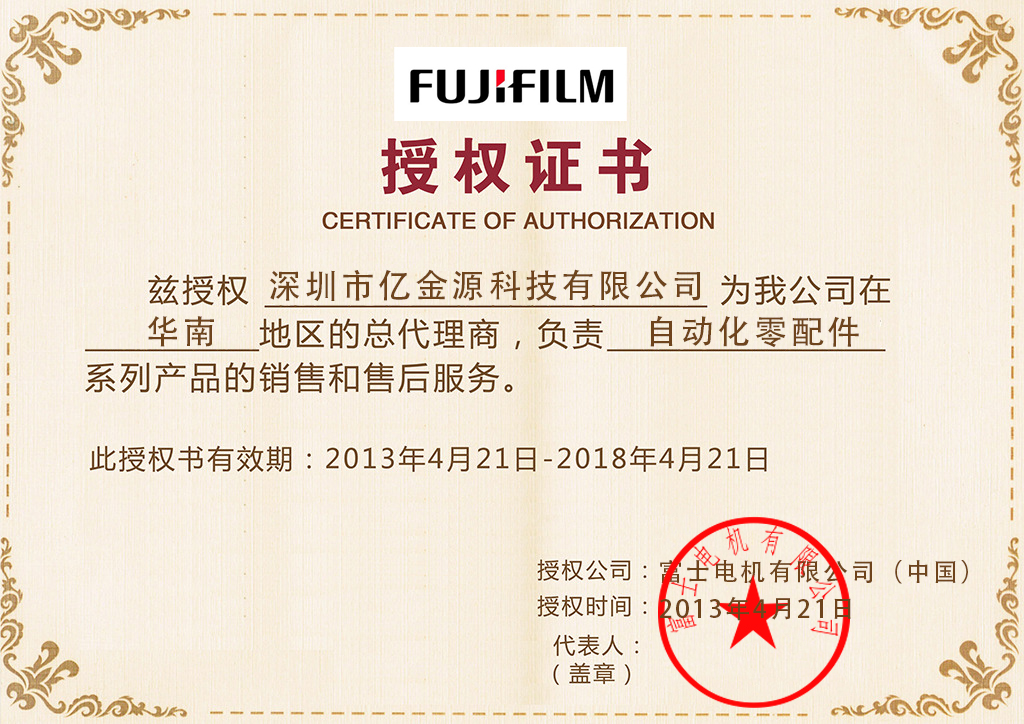 FUJIFILM
授权证书
CERTIFICATE OF AUTHORIZATION
兹授权 深圳市亿金源科技有限公司 为我公司在
华南 地区的总代理商，负责 自动化零配件
系列产品的销售和售后服务。
此授权书有效期：2013年4月21日-2018年4月21日
富士电机有限公司
授权公司：富士电机有限公司（中国）
授权时间：2013年4月21日
代表人：
（盖章）